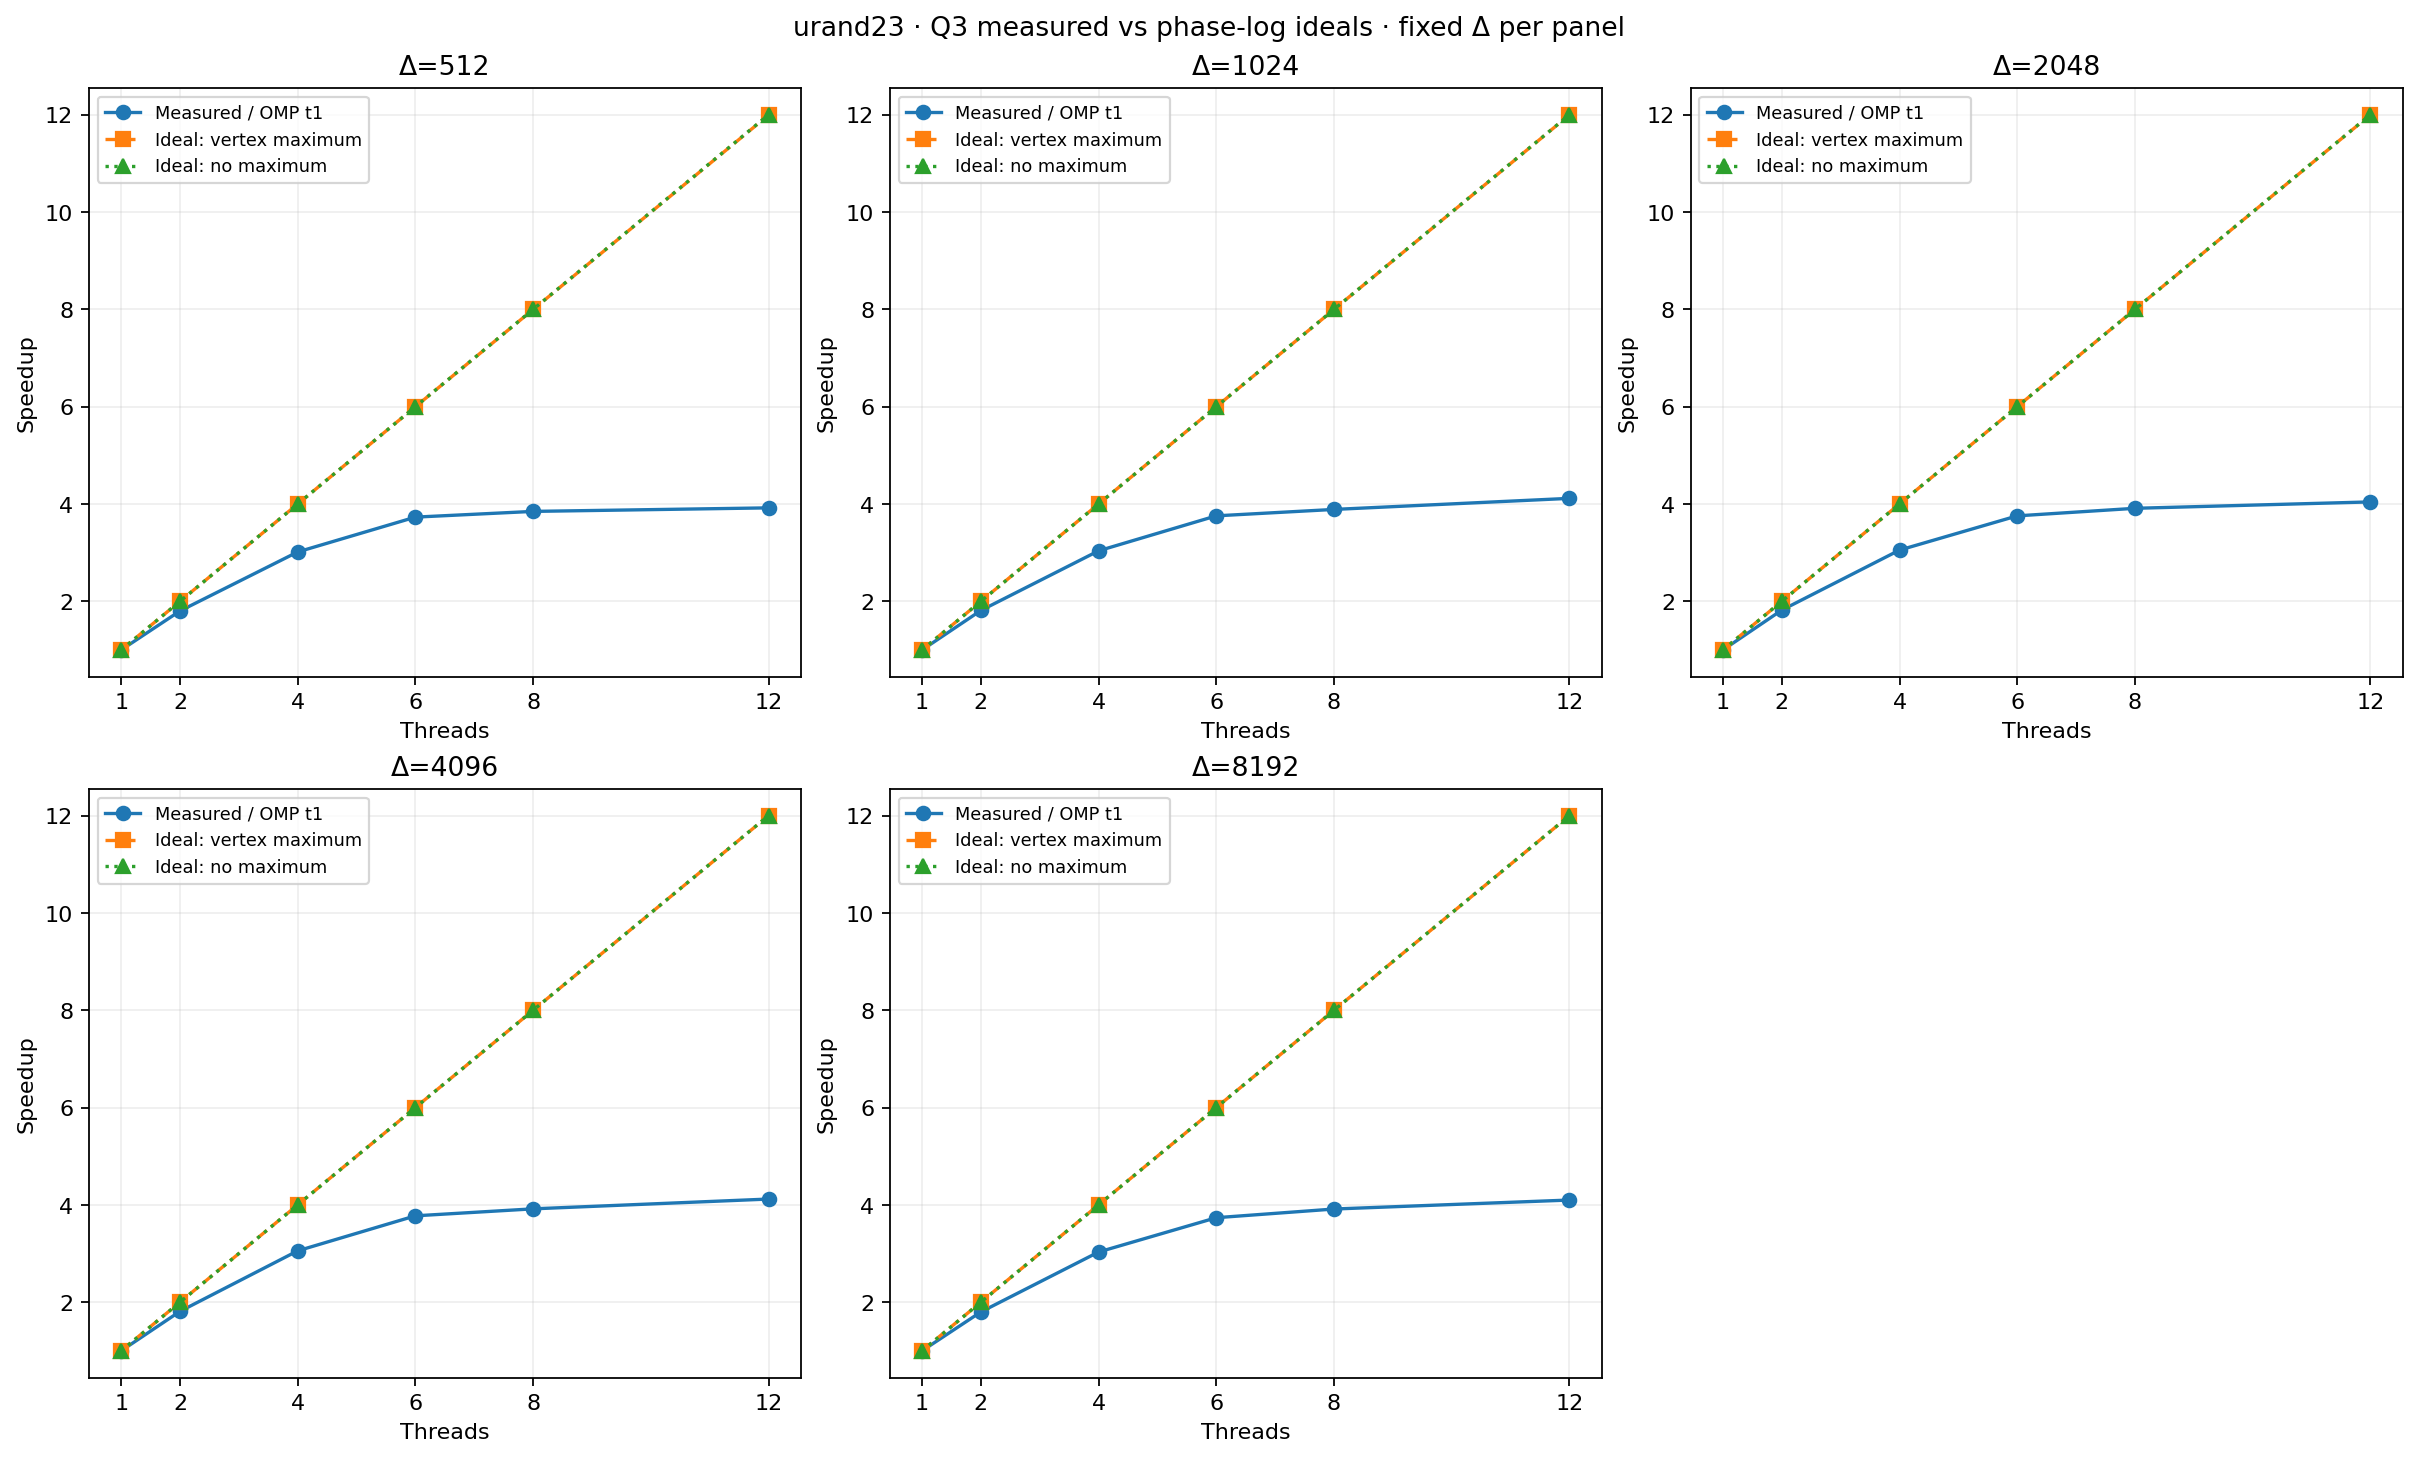 urand23 · Q3 measured vs phase-log ideals · fixed Δ per panel
Δ=512
Measured / OMP t1
Ideal: vertex maximum
Ideal: no maximum
12
10
8
6
4
2
Speedup
1 2 4 6 8 12
Threads
Δ=1024
Measured / OMP t1
Ideal: vertex maximum
Ideal: no maximum
12
10
8
6
4
2
Speedup
1 2 4 6 8 12
Threads
Δ=2048
Measured / OMP t1
Ideal: vertex maximum
Ideal: no maximum
12
10
8
6
4
2
Speedup
1 2 4 6 8 12
Threads
Δ=4096
Measured / OMP t1
Ideal: vertex maximum
Ideal: no maximum
12
10
8
6
4
2
Speedup
1 2 4 6 8 12
Threads
Δ=8192
Measured / OMP t1
Ideal: vertex maximum
Ideal: no maximum
12
10
8
6
4
2
Speedup
1 2 4 6 8 12
Threads